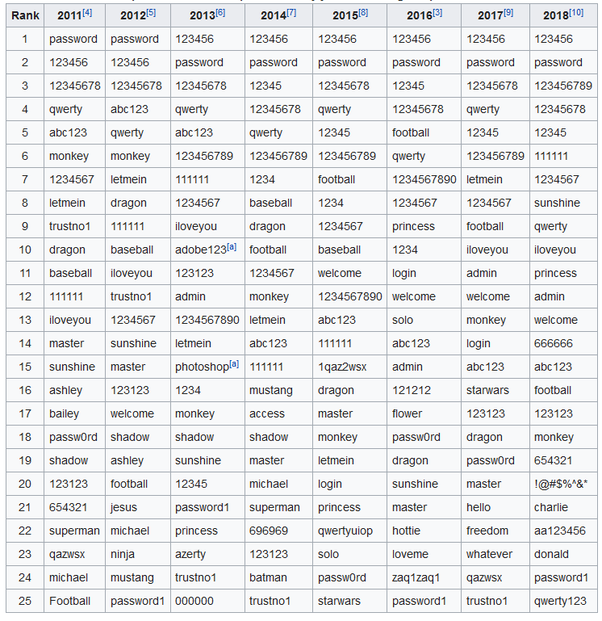 Rank 2011[4] 2012[5] 2013[6] 2014[7] 2015[8] 2016[3] 2017[9] 2018[10]
1 password password 123456 123456 123456 123456 123456 123456
2 123456 123456 password password password password password password
3 12345678 12345678 12345678 12345 12345678 12345 12345678 123456789
4 qwerty abc123 qwerty 12345678 qwerty 12345678 qwerty 12345678
5 abc123 qwerty abc123 qwerty 12345 football 12345 12345
6 monkey monkey 123456789 123456789 123456789 qwerty 123456789 111111
7 1234567 letmein 111111 1234 football 1234567890 letmein 1234567
8 letmein dragon 1234567 baseball 1234 1234567 1234567 sunshine
9 trustno1 111111 iloveyou dragon 1234567 princess football qwerty
10 dragon baseball adobe123[a] football baseball 1234 iloveyou iloveyou
11 baseball iloveyou 123123 1234567 welcome login admin princess
12 111111 trustno1 admin monkey 1234567890 welcome welcome admin
13 iloveyou 1234567 1234567890 letmein abc123 solo monkey welcome
14 master sunshine letmein abc123 111111 abc123 login 666666
15 sunshine master photoshop[a] 111111 1qaz2wsx admin abc123 abc123
16 ashley 123123 1234 mustang dragon 121212 starwars football
17 bailey welcome monkey access master flower 123123 123123
18 passw0rd shadow shadow shadow monkey passw0rd dragon monkey
19 shadow ashley sunshine master letmein dragon passw0rd 654321
20 123123 football 12345 michael login sunshine master !@#$%^&*
21 654321 jesus password1 superman princess master hello charlie
22 superman michael princess 696969 qwertyuiop hottie freedom aa123456
23 qazwsx ninja azerty 123123 solo loveme whatever donald
24 michael mustang trustno1 batman passw0rd zaq1zaq1 qazwsx password1
25 Football password1 000000 trustno1 starwars password1 trustno1 qwerty123